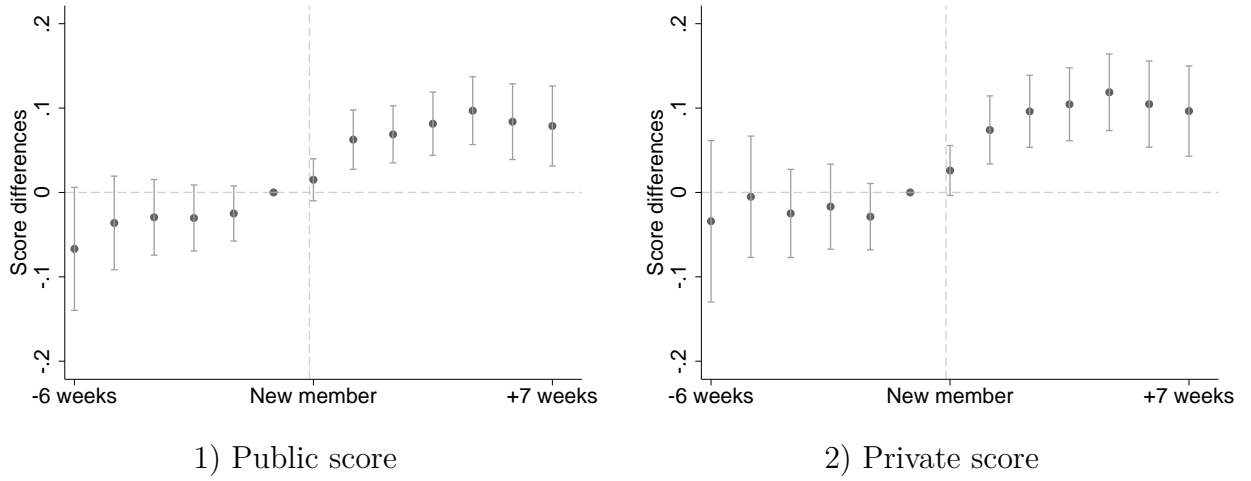 .2
.1
0
-.1
-.2
Score differences
-6 weeks New member +7 weeks
1) Public score
.2
.1
0
-.1
-.2
Score differences
-6 weeks New member +7 weeks
2) Private score